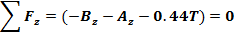 ∑ F_z = (−B_z − A_z − 0.44T) = 0